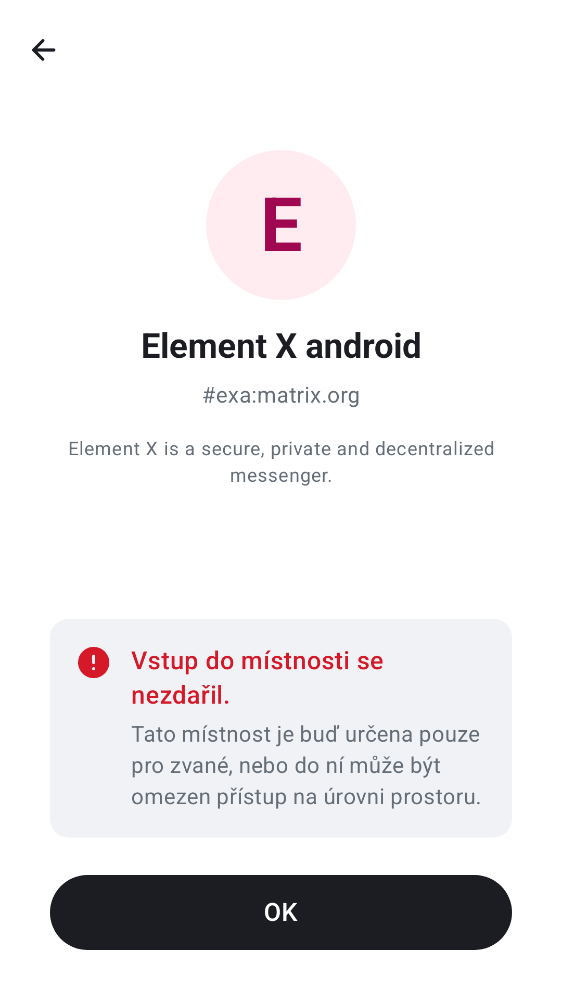 E
Element X android
#exa:matrix.org
Element X is a secure, private and decentralized
messenger.
Vstup do místnosti se
nezdařil.
Tato místnost je buď určena pouze
pro zvané, nebo do ní může být
omezen přístup na úrovni prostoru.
OK